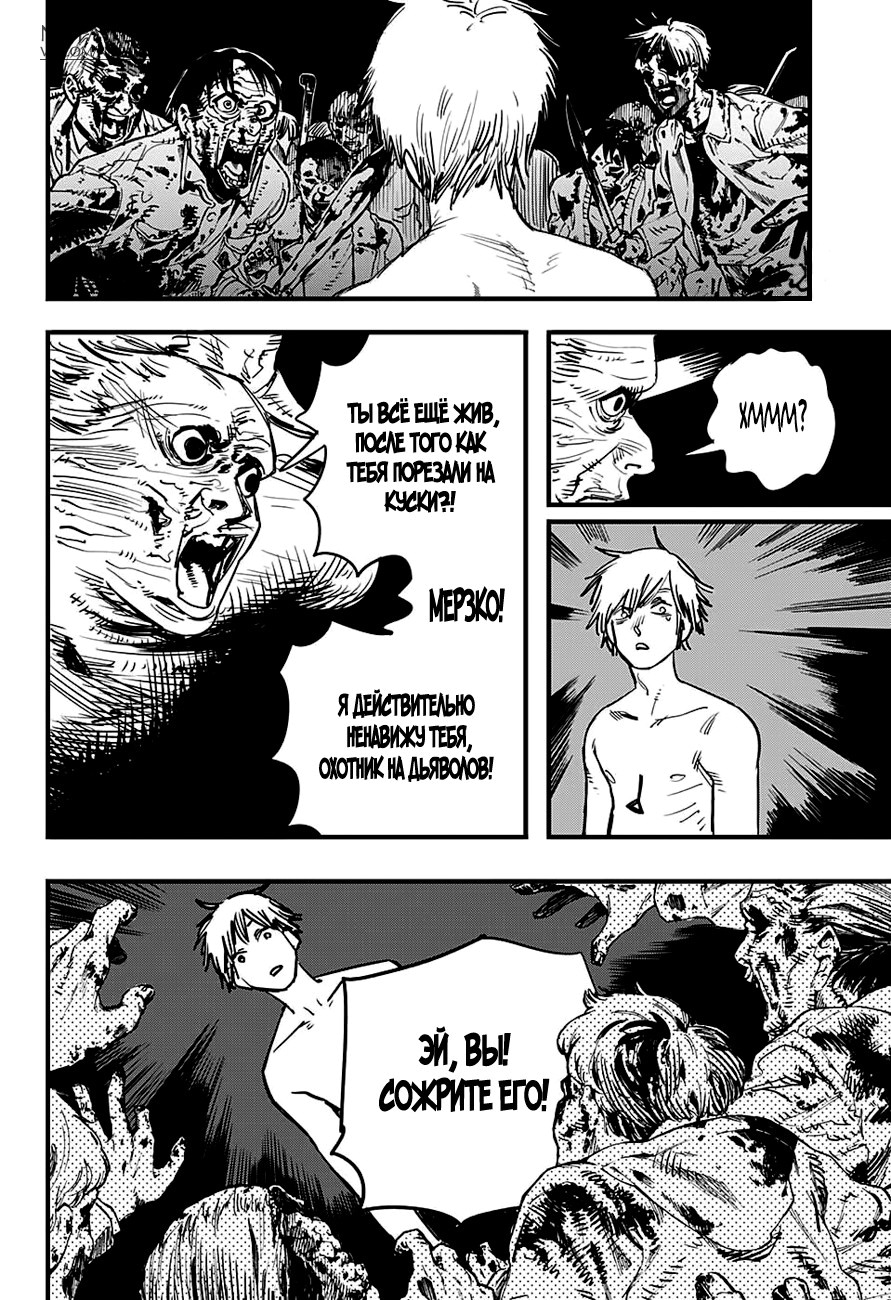 ХМММ?
ТЫ ВСЁ ЕЩЁ ЖИВ,
ПОСЛЕ ТОГО КАК
ТЕБЯ ПОРЕЗАЛИ НА
КУСКИ?!
МЕРЗКО!
Я ДЕЙСТВИТЕЛЬНО
НЕНАВИЖУ ТЕБЯ,
ОХОТНИК НА ДЬЯВОЛОВ!
ЭЙ, ВЫ!
СОЖРИТЕ ЕГО!